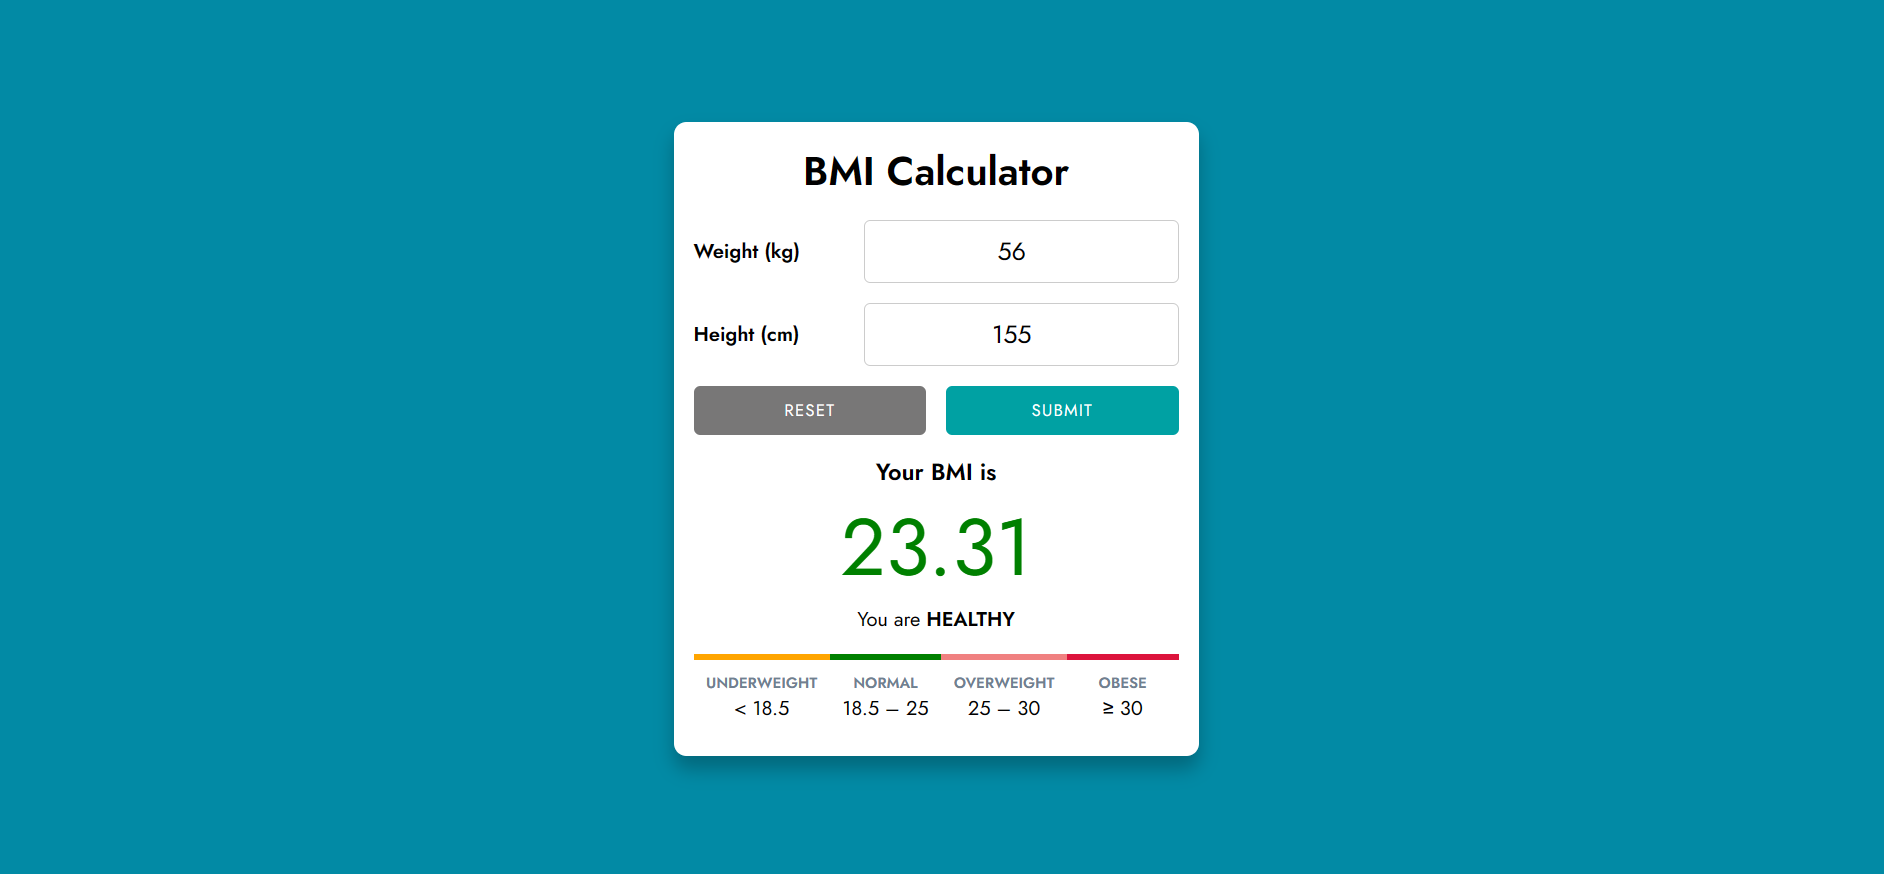 BMI Calculator
Weight (kg) 56
Height (cm) 155
RESET SUBMIT
Your BMI is
23.31
You are HEALTHY
UNDERWEIGHT NORMAL OVERWEIGHT OBESE
< 18.5 18.5 – 25 25 – 30 ≥ 30